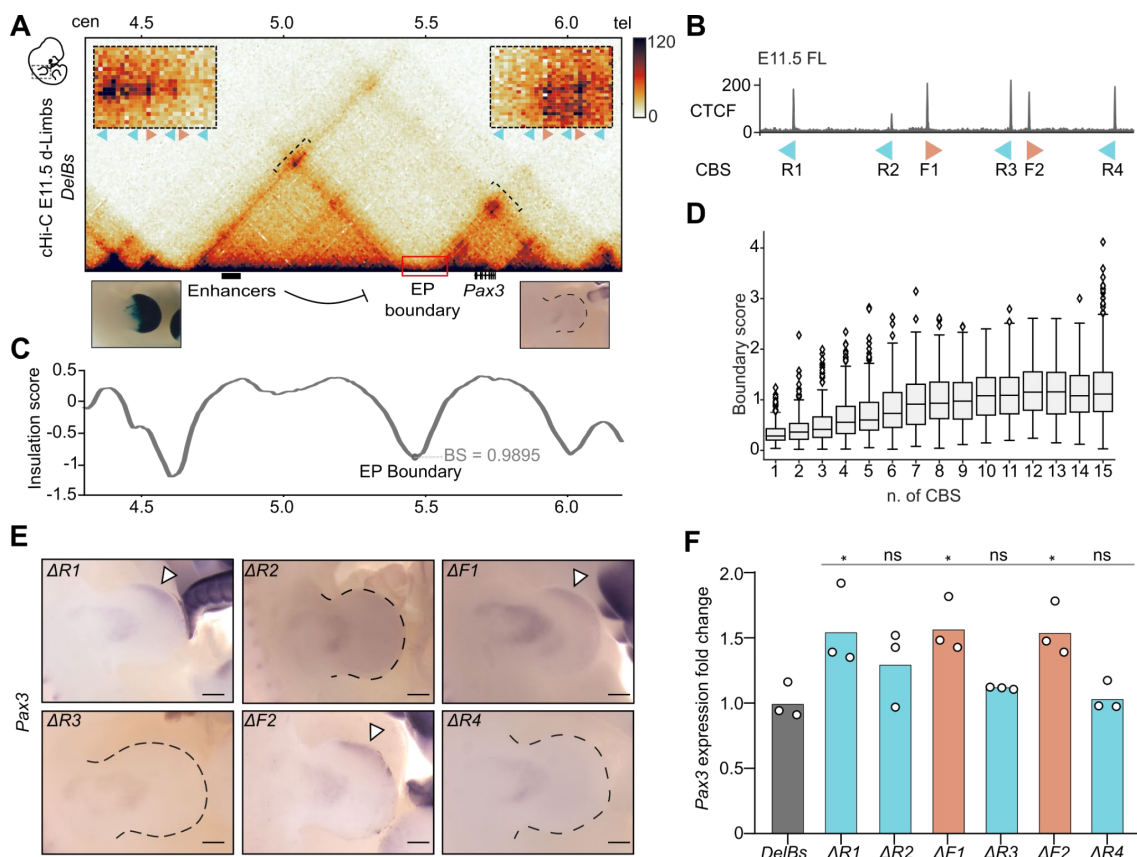 A
cen 4.5 5.0 5.5 6.0 tel
cHi-C E11.5 d-Limbs
DelBs
120
0
Enhancers
EP
boundary
Pax3
B
E11.5 FL
CTCF
200
0
CBS
R1 R2 F1 R3 F2 R4
C
Insulation score
0.5
0
-0.5
-1
-1.5
BS = 0.9895
EP Boundary
4.5 5.0 5.5 6.0
D
Boundary score
4
3
2
1
0
1 2 3 4 5 6 7 8 9 10 11 12 13 14 15
n. of CBS
E
Pax3
ΔR1 ΔR2 ΔF1
ΔR3 ΔF2 ΔR4
F
Pax3 expression fold change
* ns * ns * ns
2.0
1.5
1.0
0.5
0
DelBs ΔR1 ΔR2 ΔF1 ΔR3 ΔF2 ΔR4